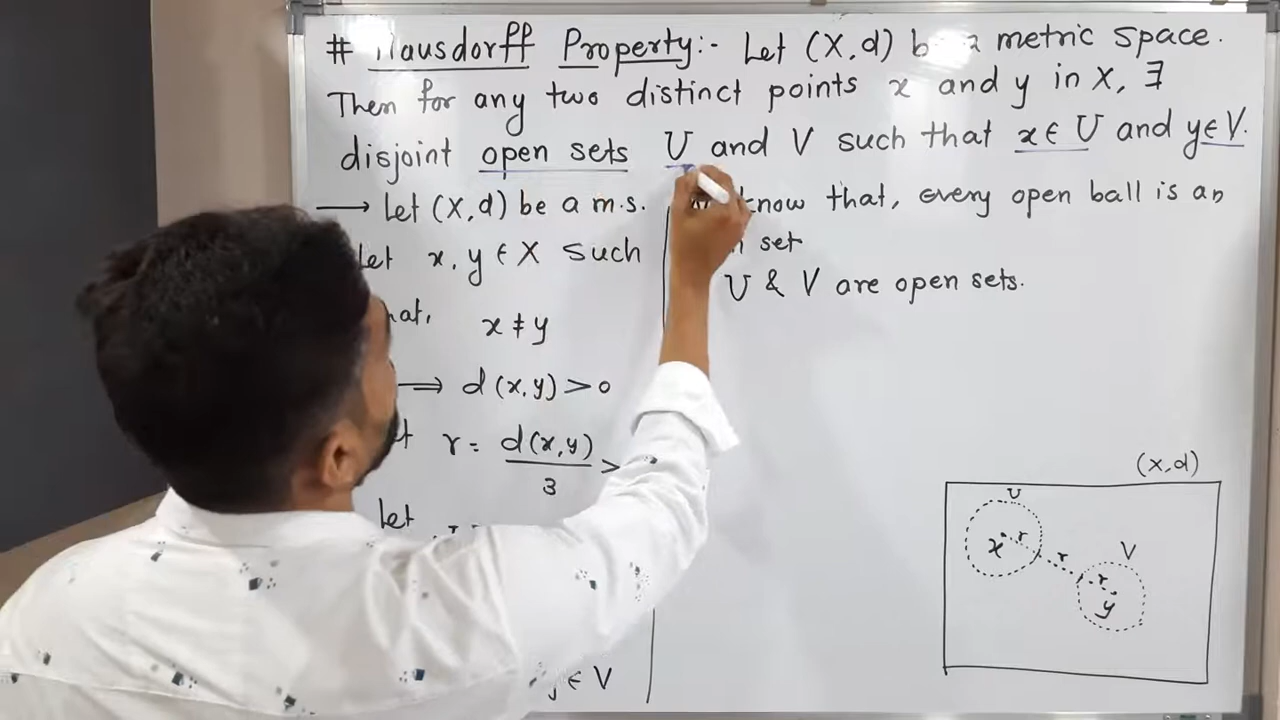 # Hausdorff Property:- Let (X,d) b a metric space.
Then for any two distinct points x and y in X, ∃
disjoint open sets U and V such that x ∈ U and y ∈ V.
→ Let (X,d) be a m.s.
Let x, y ∈ X such
x ≠ y
⟹ d(x,y) > 0
r = d(x,y)/3 >
let
y ∈ V
know that, every open ball is an
set
U & V are open sets.
(X,d)
U
x r
r
V
r
y